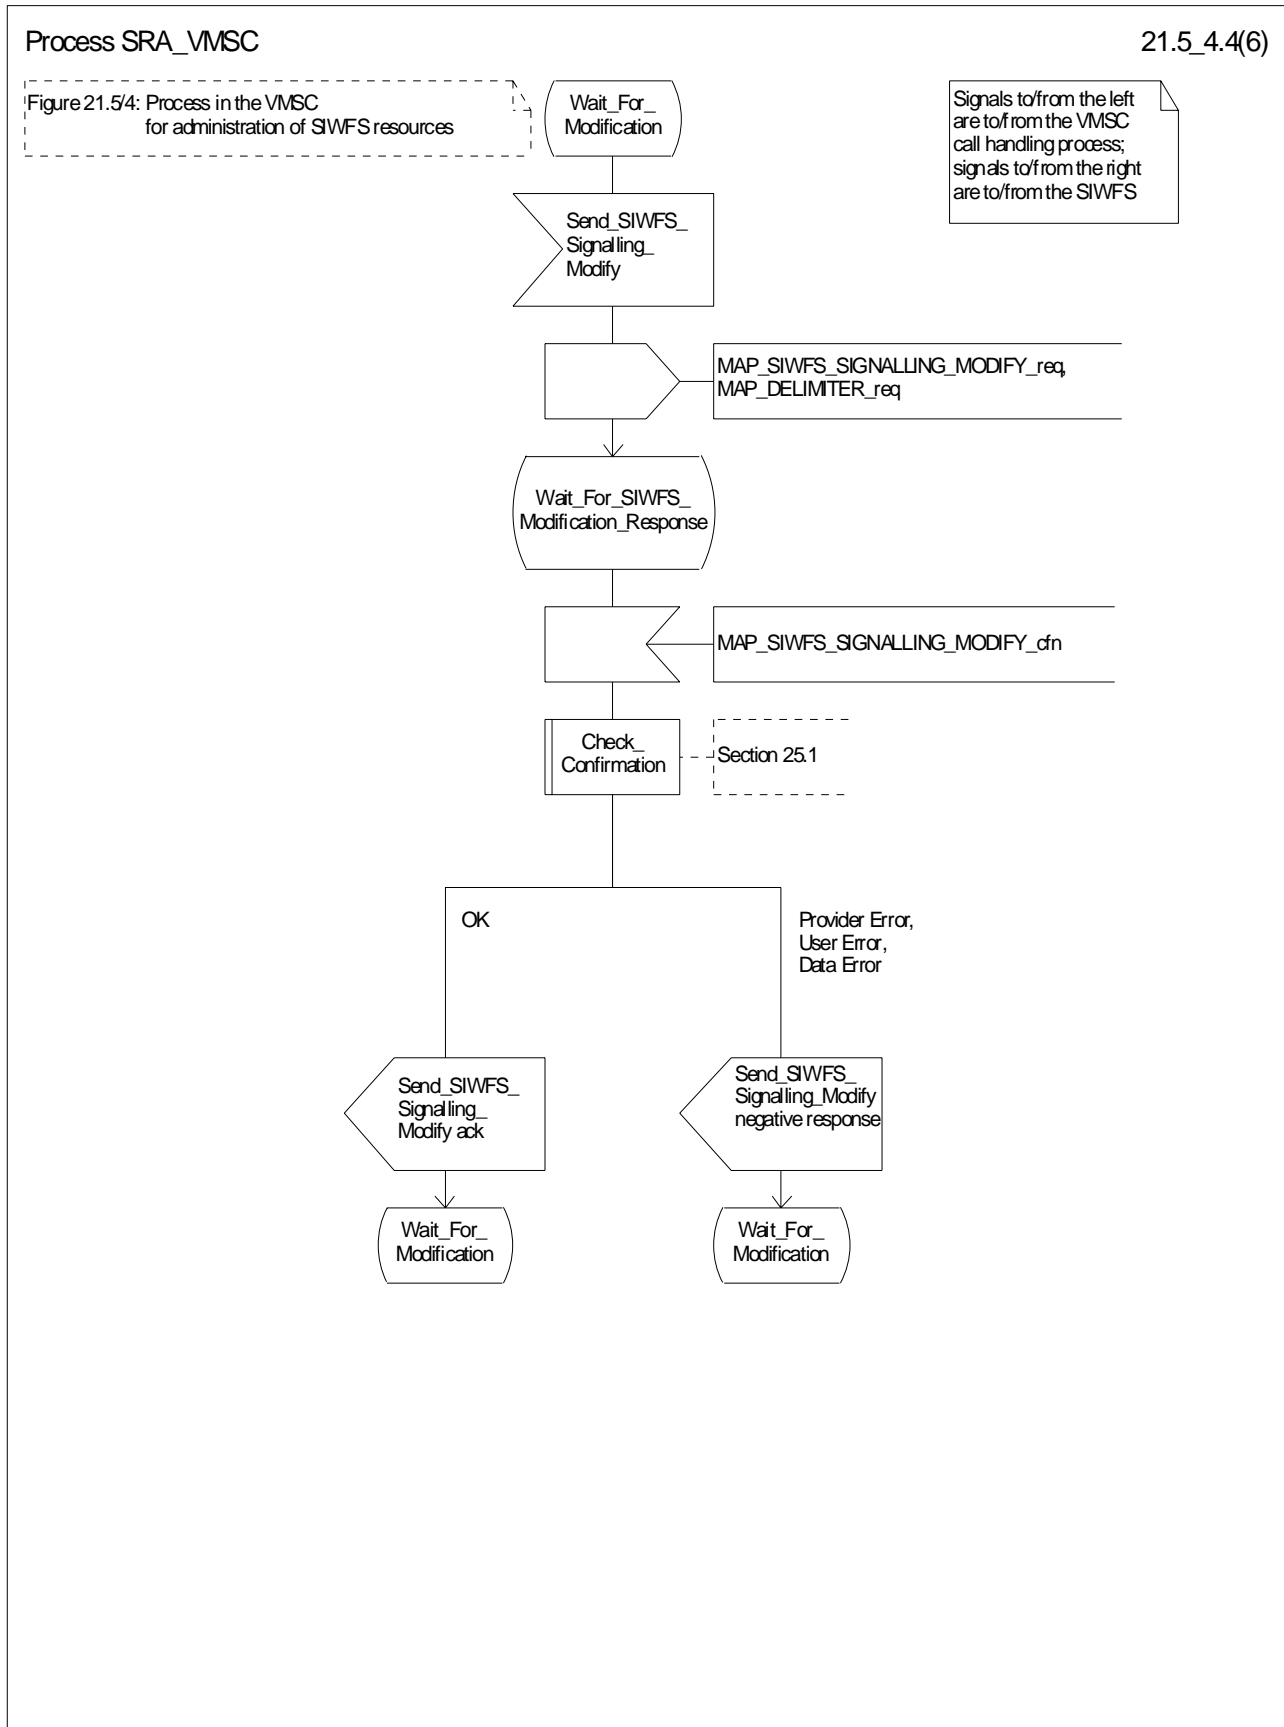 Process SRA_VMSC
21.5_4.4(6)
Figure 21.5/4: Process in the VMSC
for administration of SIWFS resources
Wait_For_
Modification
Signals to/from the left
are to/from the VMSC
call handling process;
signals to/from the right
are to/from the SIWFS
Send_SIWFS_
Signalling_
Modify
MAP_SIWFS_SIGNALLING_MODIFY_req,
MAP_DELIMITER_req
Wait_For_SIWFS_
Modification_Response
MAP_SIWFS_SIGNALLING_MODIFY_cfn
Check_
Confirmation
Section 25.1
OK
Provider Error,
User Error,
Data Error
Send_SIWFS_
Signalling_
Modify ack
Send_SIWFS_
Signalling_Modify
negative response
Wait_For_
Modification
Wait_For_
Modification